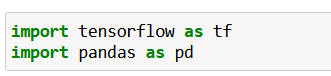 import tensorflow as tf
import pandas as pd